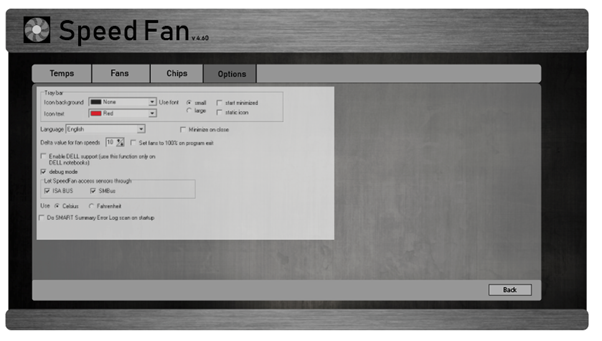 Speed Fan v 4.60
Temps Fans Chips Options
Tray bar
Icon background None Use font small start minimized
Icon text Red large static icon
Language English Minimize on close
Delta value for fan speeds 10 Set fans to 100% on program exit
Enable DELL support (use this function only on
DELL notebooks)
debug mode
Let SpeedFan access sensors through
ISA BUS SMBus
Use Celsius Fahrenheit
Do SMART Summary Error Log scan on startup
Back